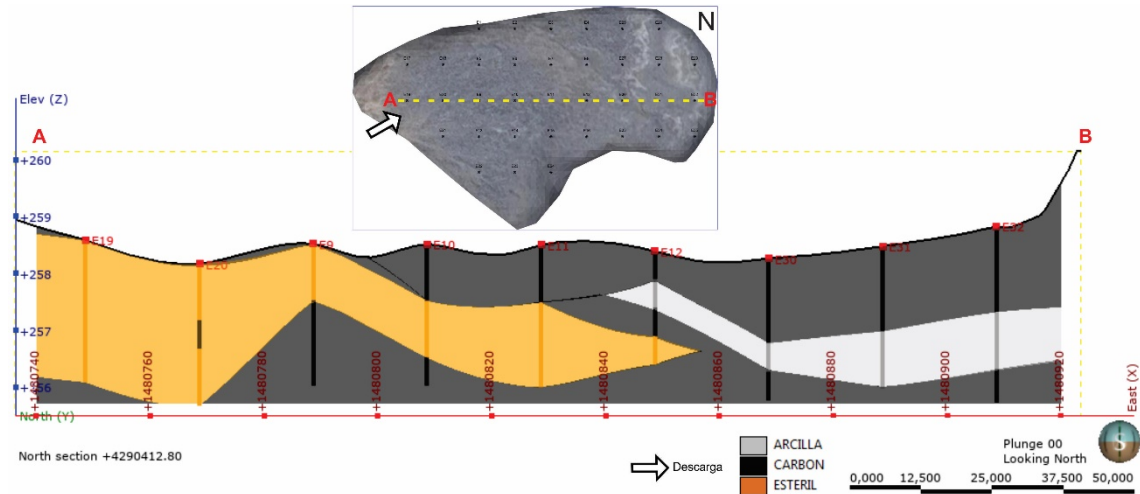 N
A
B
Elev (Z)
A
B
+260
+259
+258
+257
+256
E19
E20
E9
E10
E11
E12
E30
E31
E32
+1480740
+1480760
+1480780
+1480800
+1480820
+1480840
+1480860
+1480880
+1480900
+1480920
North (Y)
East (X)
North section +4290412.80
Descarga
ARCILLA
CARBON
ESTERIL
Plunge 00
Looking North
0,000 12,500 25,000 37,500 50,000